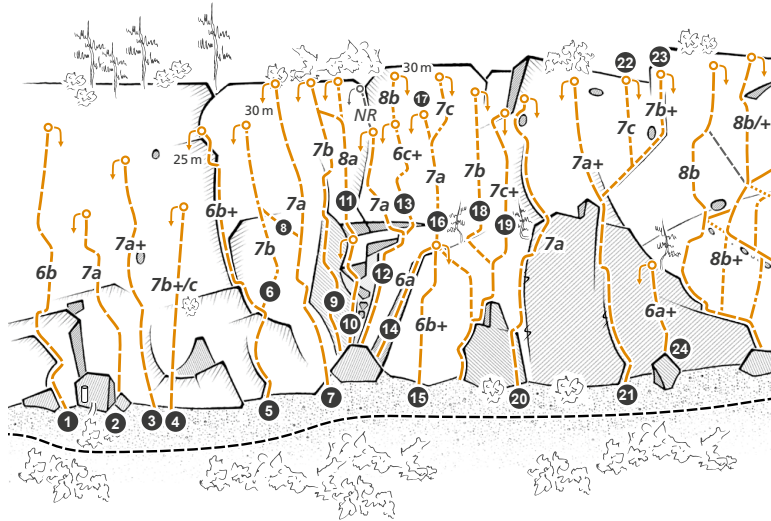 30 m
22
23
30 m
8b
17
7c
NR
7b+
7c
8b/+
25 m
7b
8a
6c+
7a+
7a
7b
8b
7c+
6b+
7a
11
7a
13
16
18
19
8
7a+
7b
7a
6b
7a
7b+/c
12
6a
8b+
6
9
10
14
6b+
6a+
24
1
2
3
4
5
7
15
20
21